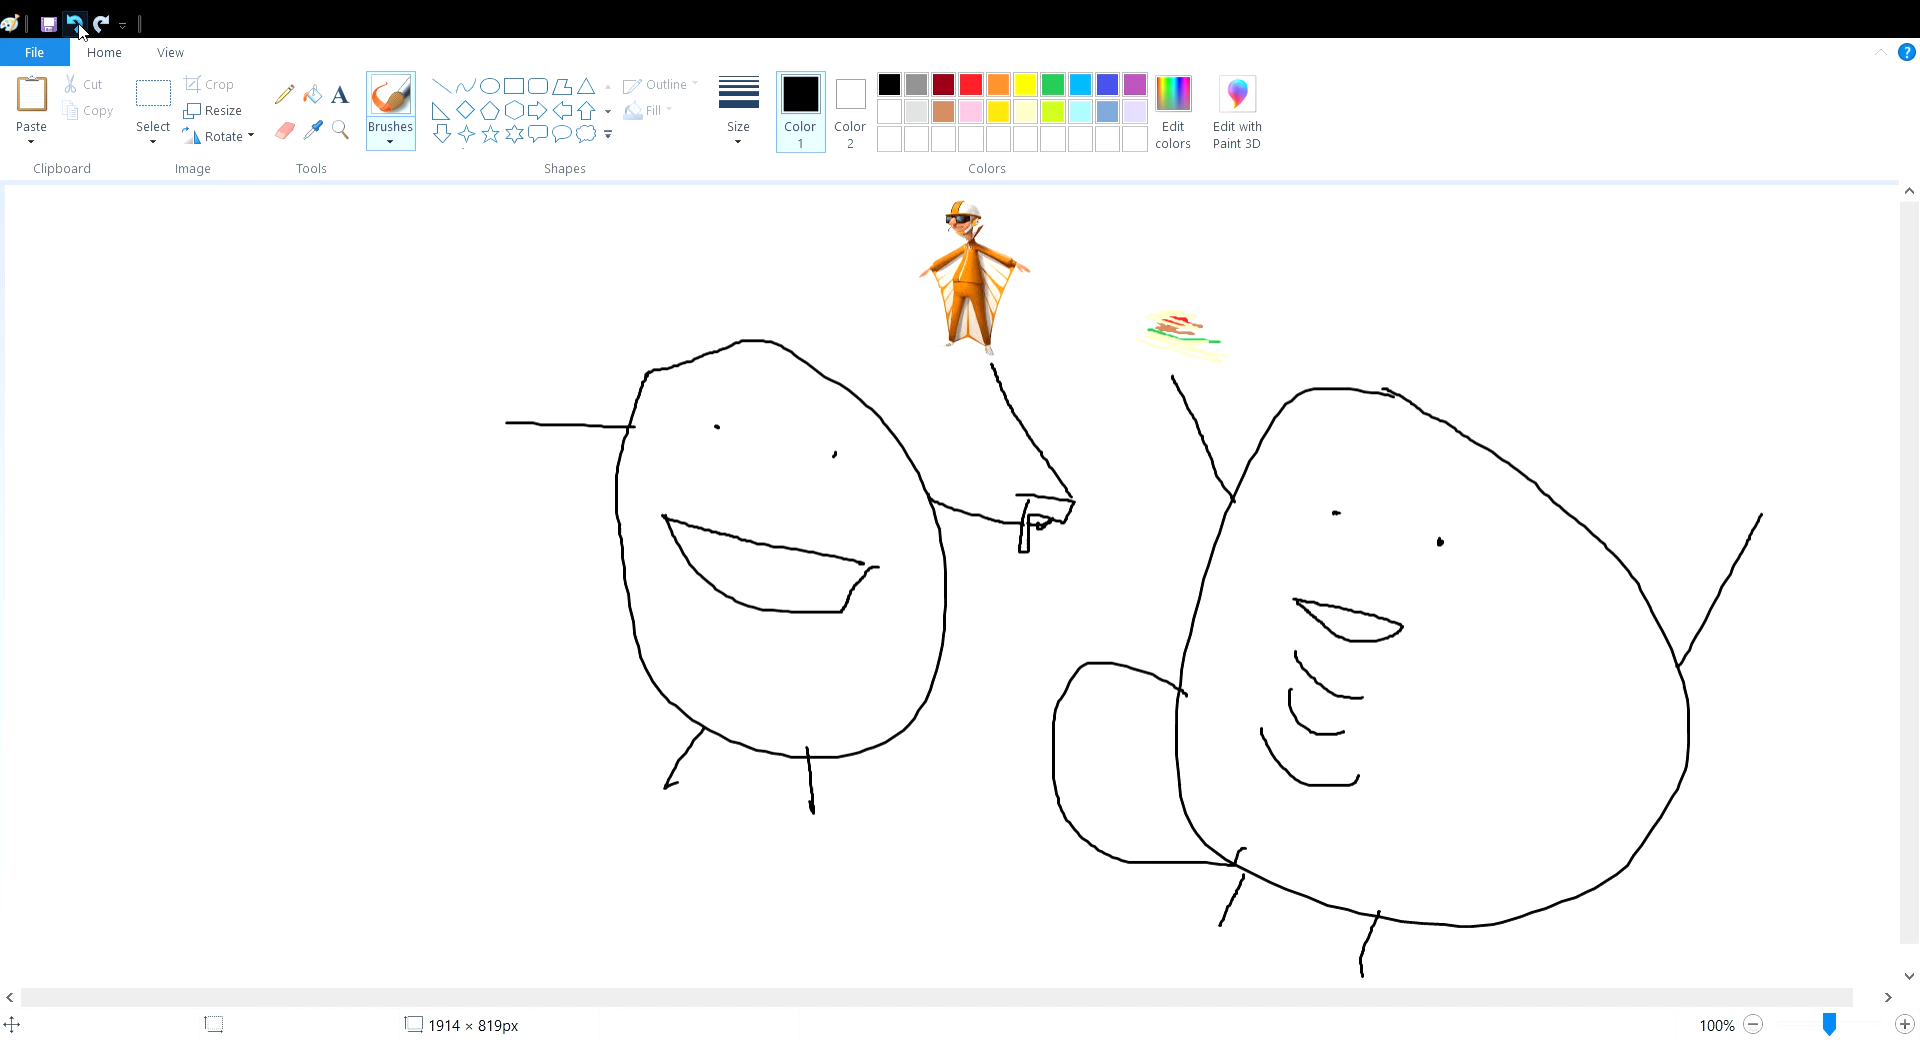 File Home View
?
Paste
Cut
Copy
Clipboard
Select
Crop
Resize
Rotate
Image
A
Tools
Brushes
Shapes
Outline
Fill
Size
Color
1
Color
2
Edit
colors
Edit with
Paint 3D
Colors
1914 × 819px
100%